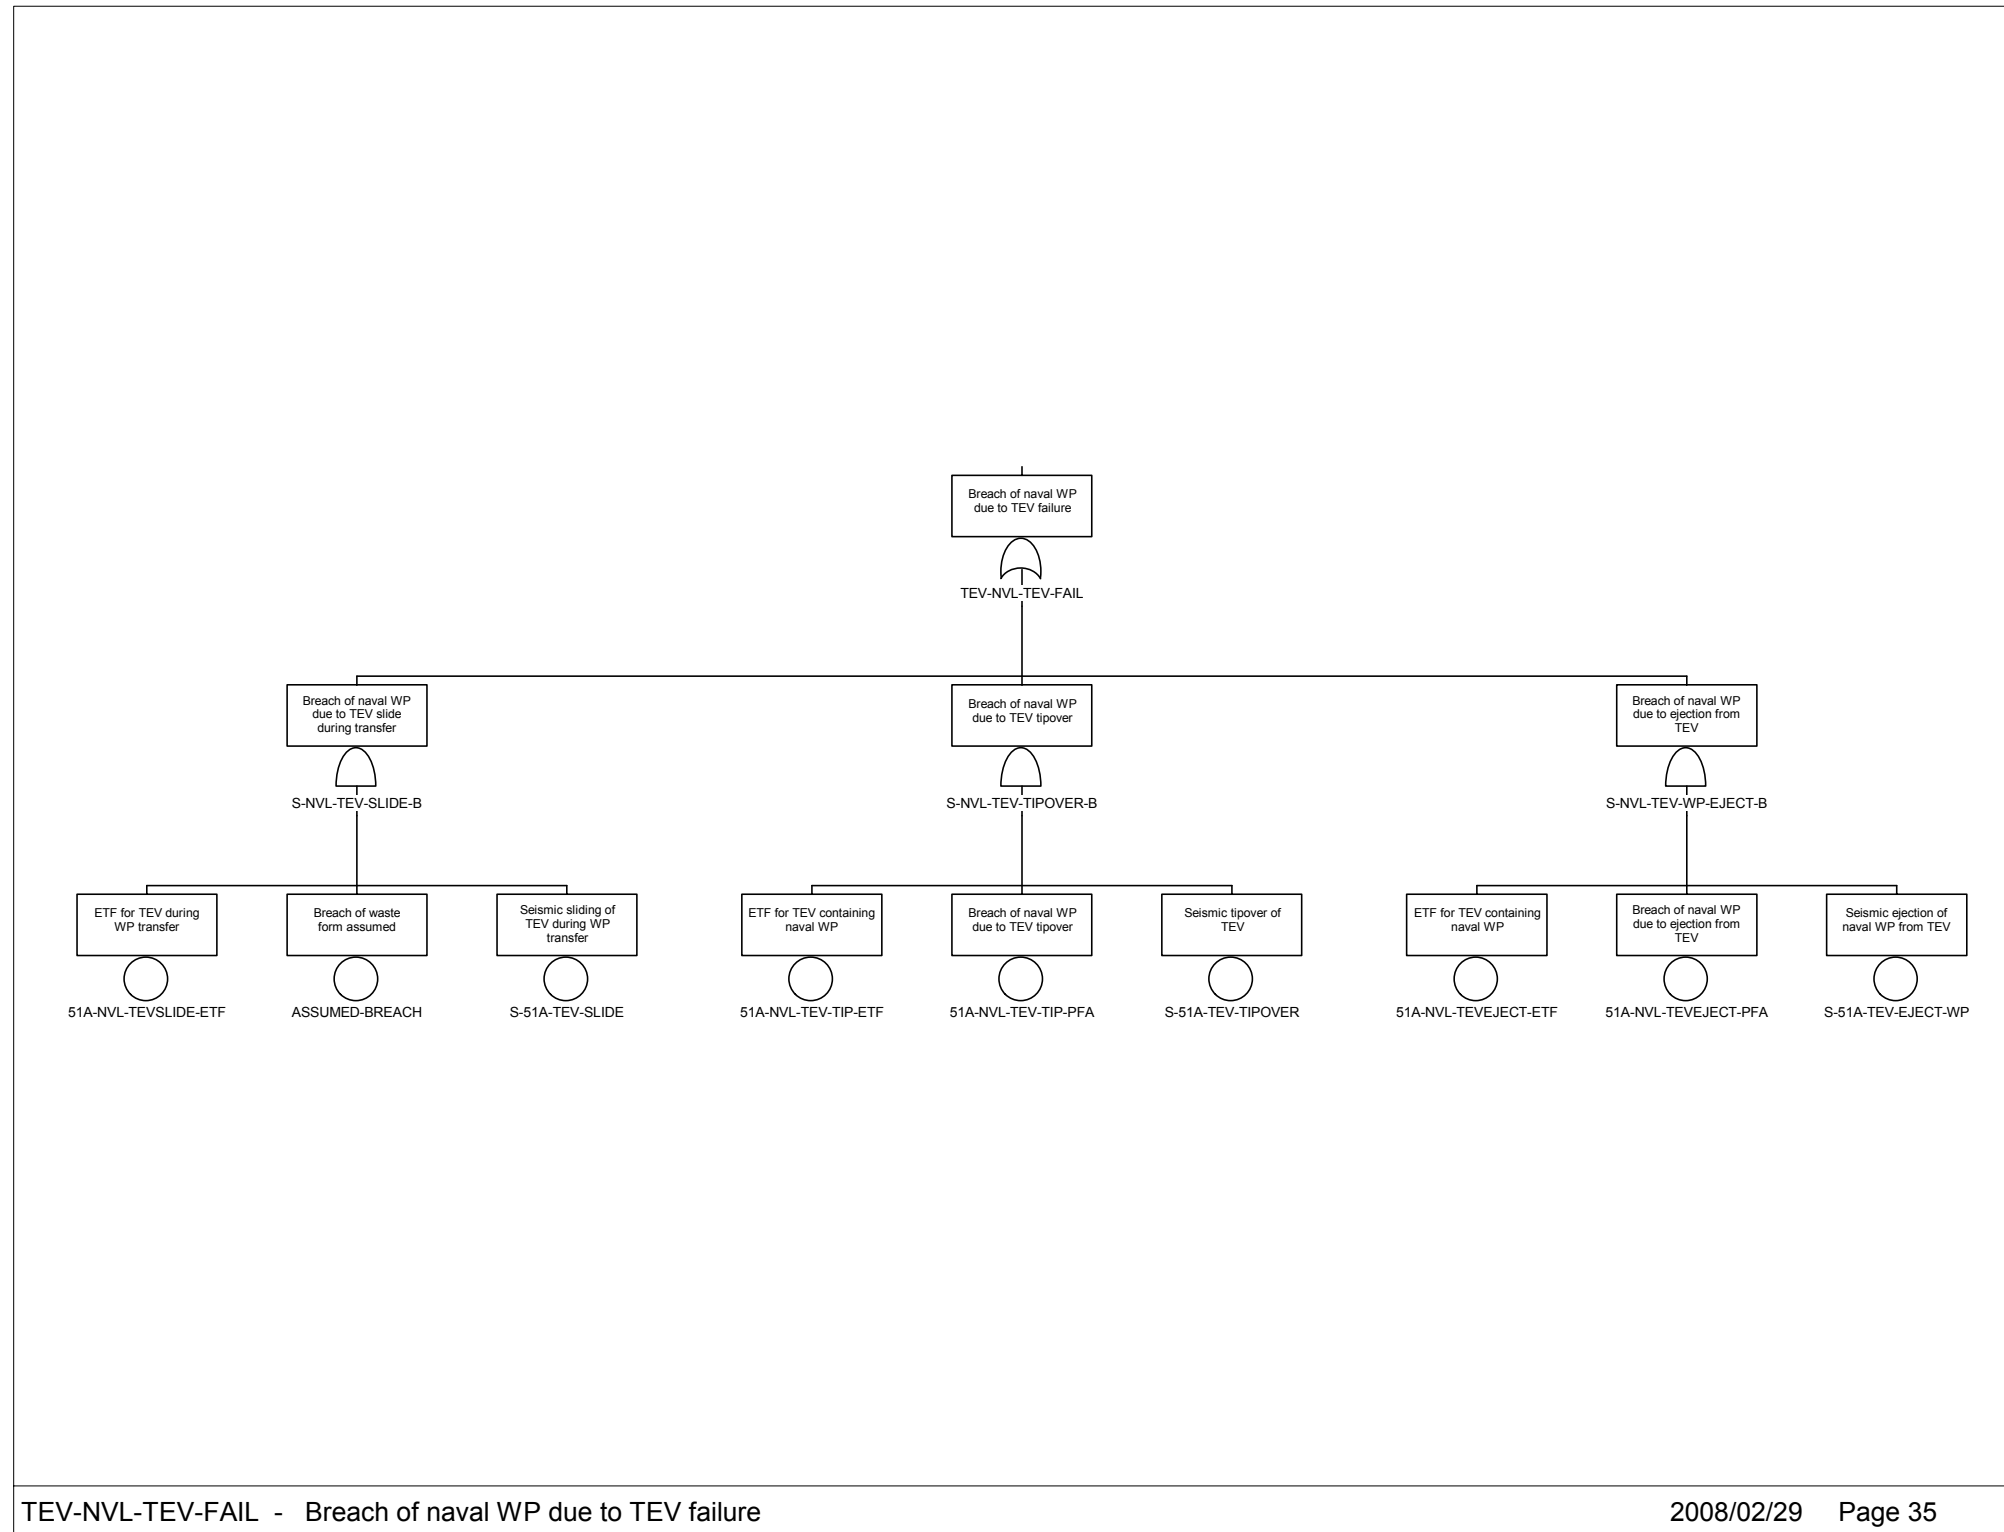 Breach of naval WP
due to TEV failure
TEV-NVL-TEV-FAIL
Breach of naval WP
due to TEV slide
during transfer
S-NVL-TEV-SLIDE-B
Breach of naval WP
due to TEV tipover
S-NVL-TEV-TIPOVER-B
Breach of naval WP
due to ejection from
TEV
S-NVL-TEV-WP-EJECT-B
ETF for TEV during
WP transfer
51A-NVL-TEVSLIDE-ETF
Breach of waste
form assumed
ASSUMED-BREACH
Seismic sliding of
TEV during WP
transfer
S-51A-TEV-SLIDE
ETF for TEV containing
naval WP
51A-NVL-TEV-TIP-ETF
Breach of naval WP
due to TEV tipover
51A-NVL-TEV-TIP-PFA
Seismic tipover of
TEV
S-51A-TEV-TIPOVER
ETF for TEV containing
naval WP
51A-NVL-TEVEJECT-ETF
Breach of naval WP
due to ejection from
TEV
51A-NVL-TEVEJECT-PFA
Seismic ejection of
naval WP from TEV
S-51A-TEV-EJECT-WP
TEV-NVL-TEV-FAIL - Breach of naval WP due to TEV failure
2008/02/29 Page 35